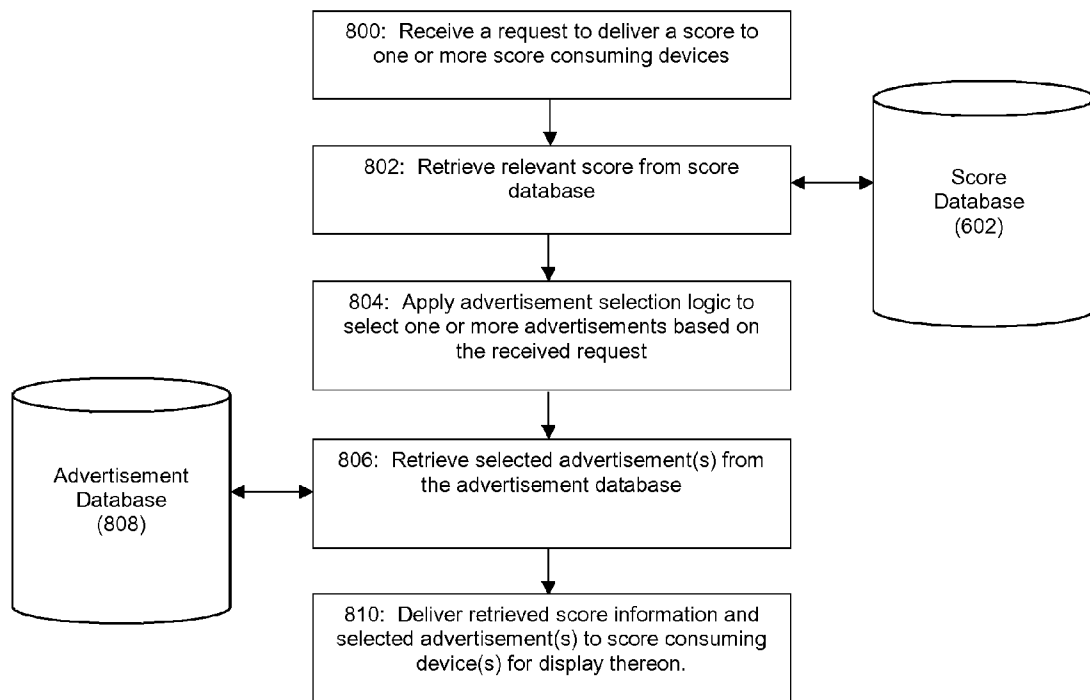 800: Receive a request to deliver a score to
one or more score consuming devices
802: Retrieve relevant score from score
database
Score
Database
(602)
804: Apply advertisement selection logic to
select one or more advertisements based on
the received request
806: Retrieve selected advertisement(s) from
the advertisement database
Advertisement
Database
(808)
810: Deliver retrieved score information and
selected advertisement(s) to score consuming
device(s) for display thereon.